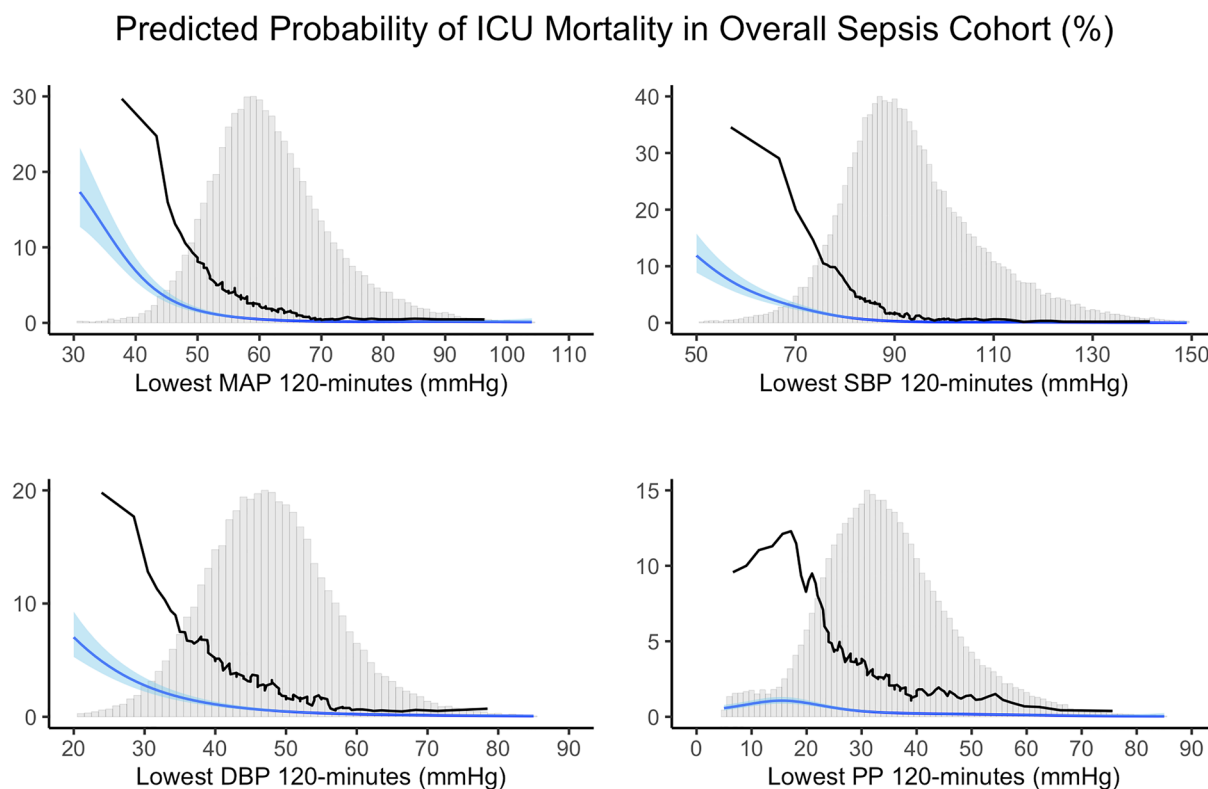 Predicted Probability of ICU Mortality in Overall Sepsis Cohort (%)
30
20
10
0
30 40 50 60 70 80 90 100 110
Lowest MAP 120-minutes (mmHg)
40
30
20
10
0
50 70 90 110 130 150
Lowest SBP 120-minutes (mmHg)
20
10
0
20 30 40 50 60 70 80 90
Lowest DBP 120-minutes (mmHg)
15
10
5
0
0 10 20 30 40 50 60 70 80 90
Lowest PP 120-minutes (mmHg)